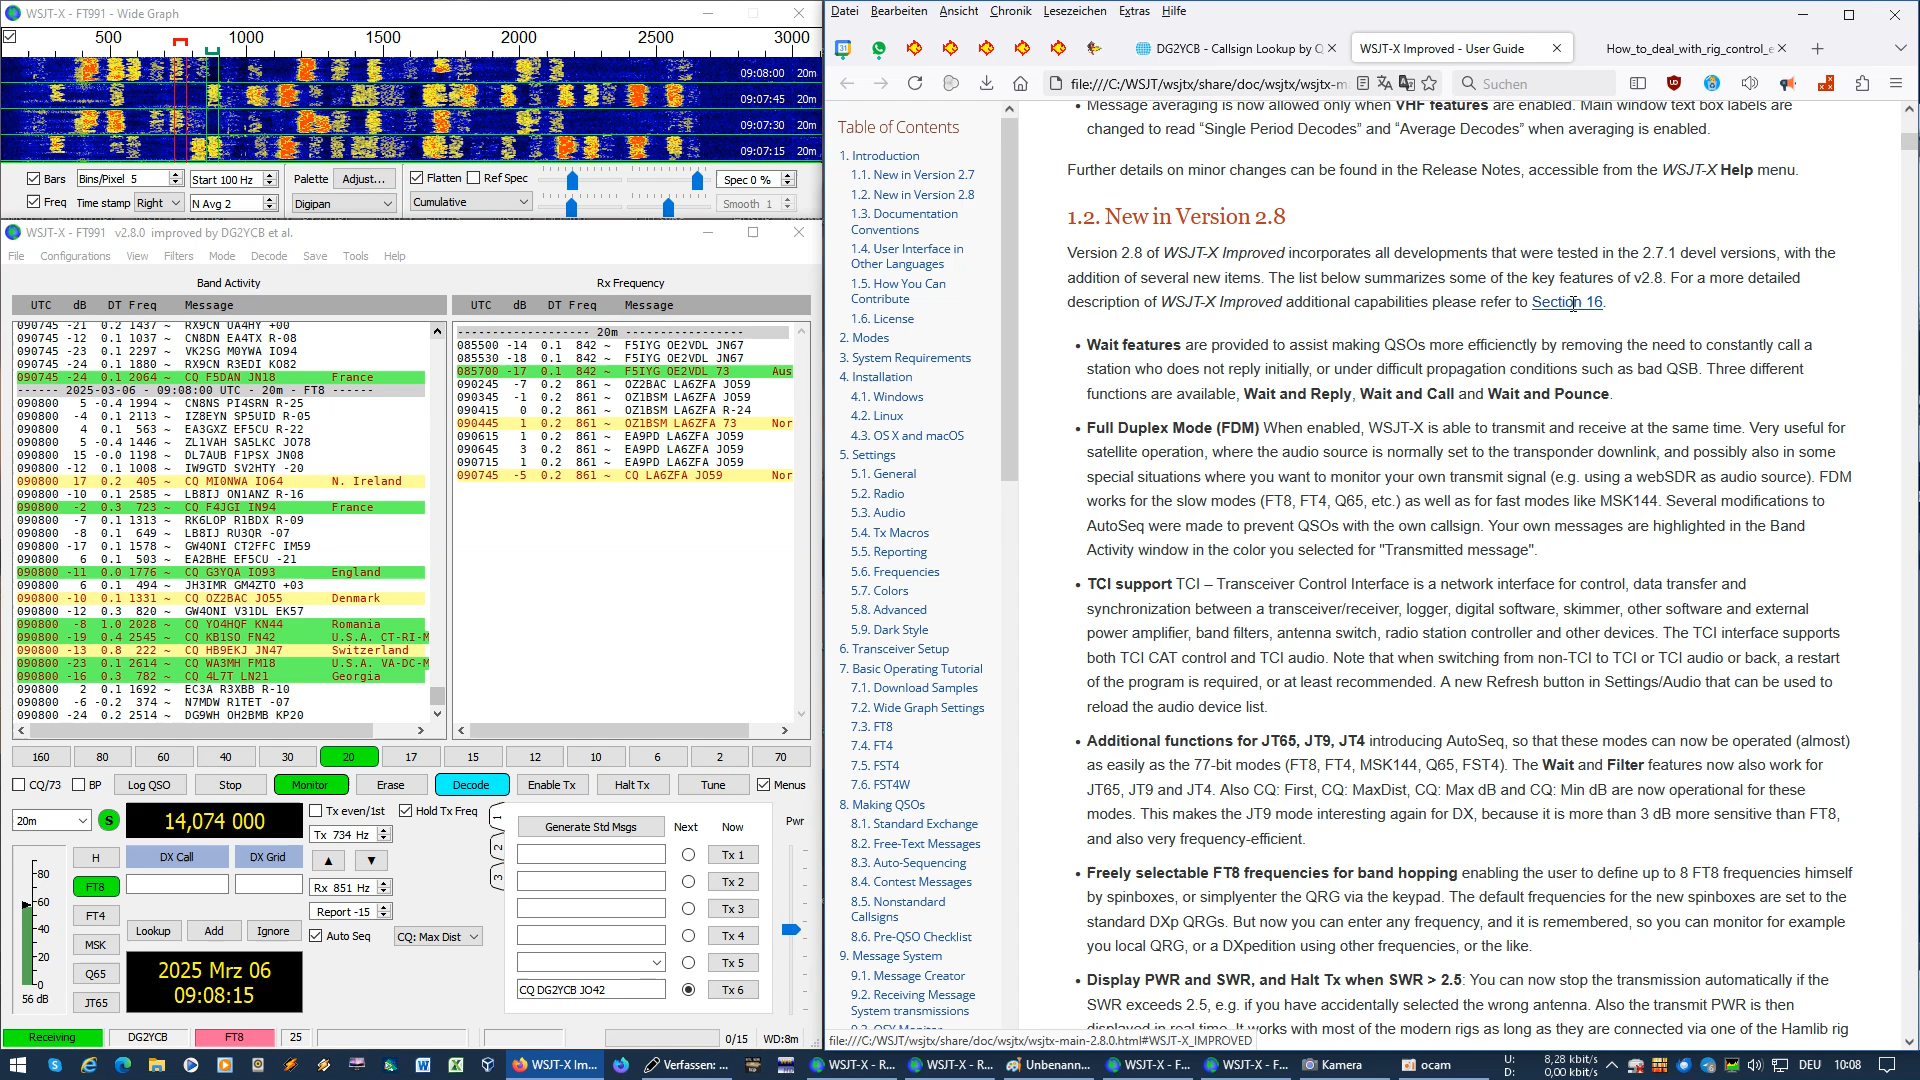 WSJT-X - FT991 - Wide Graph
500
1000
1500
2000
2500
3000
09:08:00 20m
09:07:45 20m
09:07:30 20m
09:07:15 20m
Bars
Bins/Pixel 5
Start 100 Hz
Palette
Adjust...
Flatten
Ref Spec
Spec 0 %
Freq
Time stamp
Right
N Avg 2
Digipan
Cumulative
Smooth 1
WSJT-X - FT991 v2.8.0 improved by DG2YCB et al.
File
Configurations
View
Filters
Mode
Decode
Save
Tools
Help
Band Activity
UTC dB DT Freq Message
090745 -21 0.2 1437 ~ RX9CN UA4HY +00
090745 -12 0.1 1037 ~ CN8DN EA4TX R-08
090745 -23 0.1 2297 ~ VK2SG M0YWA IO94
090745 -24 0.1 1880 ~ RX9CN R3EDI KO82
090745 -24 0.1 2064 ~ CQ F5DAN JN18 France
------ 2025-03-06 - 09:08:00 UTC - 20m - FT8 ------
090800 5 -0.4 1994 ~ CN8NS PI4SRN R-25
090800 -4 0.1 2113 ~ IZ8EYN SP5UID R-05
090800 4 0.1 563 ~ EA3GXZ EF5CU R-22
090800 5 -0.4 1446 ~ ZL1VAH SA5LKC JO78
090800 15 -0.0 1198 ~ DL7AUB F1PSX JN08
090800 -12 0.1 1008 ~ IW9GTD SV2HTY -20
090800 17 0.2 405 ~ CQ MI0NWA IO64 N. Ireland
090800 -10 0.1 2585 ~ LB8IJ ON1ANZ R-16
090800 -2 0.3 723 ~ CQ F4JGI IN94 France
090800 -7 0.1 1313 ~ RK6LOP R1BDX R-09
090800 -8 0.1 649 ~ LB8IJ RU3QR -07
090800 -17 0.1 1578 ~ GW4ONI CT2FFC IM59
090800 6 0.1 503 ~ EA2BHE EF5CU -21
090800 -11 0.0 1776 ~ CQ G3YQA IO93 England
090800 6 0.1 494 ~ JH3IMR GM4ZTO +03
090800 -10 0.1 1331 ~ CQ OZ2BAC JO55 Denmark
090800 -12 0.3 820 ~ GW4ONI V31DL EK57
090800 -8 1.0 2028 ~ CQ YO4HQF KN44 Romania
090800 -19 0.4 2545 ~ CQ KB1SO FN42 U.S.A. CT-RI-M
090800 -13 0.8 222 ~ CQ HB9EKJ JN47 Switzerland
090800 -23 0.1 2614 ~ CQ WA3MH FM18 U.S.A. VA-DC-M
090800 -16 0.3 782 ~ CQ 4L7T LN21 Georgia
090800 2 0.1 1692 ~ EC3A R3XBB R-10
090800 -6 -0.2 374 ~ N7MDW R1TET -07
090800 -24 0.2 2514 ~ DG9WH OH2BMB KP20
Rx Frequency
UTC dB DT Freq Message
------------------- 20m ----------------
085500 -14 0.1 842 ~ F5IYG OE2VDL JN67
085530 -18 0.1 842 ~ F5IYG OE2VDL JN67
085700 -17 0.1 842 ~ F5IYG OE2VDL 73 Aus
090245 -7 0.2 861 ~ OZ2BAC LA6ZFA JO59
090345 -1 0.2 861 ~ OZ1BSM LA6ZFA JO59
090415 0 0.2 861 ~ OZ1BSM LA6ZFA R-24
090445 1 0.2 861 ~ OZ1BSM LA6ZFA 73 Nor
090615 1 0.2 861 ~ EA9PD LA6ZFA JO59
090645 3 0.2 861 ~ EA9PD LA6ZFA JO59
090715 1 0.2 861 ~ EA9PD LA6ZFA JO59
090745 -5 0.2 861 ~ CQ LA6ZFA JO59 Nor
160 80 60 40 30 20 17 15 12 10 6 2 70
CQ/73
BP
Log QSO
Stop
Monitor
Erase
Decode
Enable Tx
Halt Tx
Tune
Menus
20m
S
14,074 000
Tx even/1st
Hold Tx Freq
Tx 734 Hz
H
DX Call
DX Grid
FT8
Rx 851 Hz
FT4
Report -15
MSK
Lookup
Add
Ignore
Auto Seq
CQ: Max Dist
Q65
JT65
2025 Mrz 06
09:08:15
-80
-60
-40
-20
-0
56 dB
1
2
3
Generate Std Msgs
Next
Now
Pwr
Tx 1
Tx 2
Tx 3
Tx 4
Tx 5
CQ DG2YCB JO42
Tx 6
Receiving
DG2YCB
FT8
25
0/15
WD:8m
Datei
Bearbeiten
Ansicht
Chronik
Lesezeichen
Extras
Hilfe
DG2YCB - Callsign Lookup by Q
WSJT-X Improved - User Guide
How_to_deal_with_rig_control_e
file:///C:/WSJT/wsjtx/share/doc/wsjtx/wsjtx-m
Suchen
Table of Contents
1. Introduction
1.1. New in Version 2.7
1.2. New in Version 2.8
1.3. Documentation
Conventions
1.4. User Interface in
Other Languages
1.5. How You Can
Contribute
1.6. License
2. Modes
3. System Requirements
4. Installation
4.1. Windows
4.2. Linux
4.3. OS X and macOS
5. Settings
5.1. General
5.2. Radio
5.3. Audio
5.4. Tx Macros
5.5. Reporting
5.6. Frequencies
5.7. Colors
5.8. Advanced
5.9. Dark Style
6. Transceiver Setup
7. Basic Operating Tutorial
7.1. Download Samples
7.2. Wide Graph Settings
7.3. FT8
7.4. FT4
7.5. FST4
7.6. FST4W
8. Making QSOs
8.1. Standard Exchange
8.2. Free-Text Messages
8.3. Auto-Sequencing
8.4. Contest Messages
8.5. Nonstandard
Callsigns
8.6. Pre-QSO Checklist
9. Message System
9.1. Message Creator
9.2. Receiving Message
System transmissions
9.3. QSY Monitor
• Message averaging is now allowed only when VHF features are enabled. Main window text box labels are
changed to read “Single Period Decodes” and “Average Decodes” when averaging is enabled.
Further details on minor changes can be found in the Release Notes, accessible from the WSJT-X Help menu.
1.2. New in Version 2.8
Version 2.8 of WSJT-X Improved incorporates all developments that were tested in the 2.7.1 devel versions, with the
addition of several new items. The list below summarizes some of the key features of v2.8. For a more detailed
description of WSJT-X Improved additional capabilities please refer to Section 16.
• Wait features are provided to assist making QSOs more efficienctly by removing the need to constantly call a
station who does not reply initially, or under difficult propagation conditions such as bad QSB. Three different
functions are available, Wait and Reply, Wait and Call and Wait and Pounce.
• Full Duplex Mode (FDM) When enabled, WSJT-X is able to transmit and receive at the same time. Very useful for
satellite operation, where the audio source is normally set to the transponder downlink, and possibly also in some
special situations where you want to monitor your own transmit signal (e.g. using a webSDR as audio source). FDM
works for the slow modes (FT8, FT4, Q65, etc.) as well as for fast modes like MSK144. Several modifications to
AutoSeq were made to prevent QSOs with the own callsign. Your own messages are highlighted in the Band
Activity window in the color you selected for "Transmitted message".
• TCI support TCI – Transceiver Control Interface is a network interface for control, data transfer and
synchronization between a transceiver/receiver, logger, digital software, skimmer, other software and external
power amplifier, band filters, antenna switch, radio station controller and other devices. The TCI interface supports
both TCI CAT control and TCI audio. Note that when switching from non-TCI to TCI or TCI audio or back, a restart
of the program is required, or at least recommended. A new Refresh button in Settings/Audio that can be used to
reload the audio device list.
• Additional functions for JT65, JT9, JT4 introducing AutoSeq, so that these modes can now be operated (almost)
as easily as the 77-bit modes (FT8, FT4, MSK144, Q65, FST4). The Wait and Filter features now also work for
JT65, JT9 and JT4. Also CQ: First, CQ: MaxDist, CQ: Max dB and CQ: Min dB are now operational for these
modes. This makes the JT9 mode interesting again for DX, because it is more than 3 dB more sensitive than FT8,
and also very frequency-efficient.
• Freely selectable FT8 frequencies for band hopping enabling the user to define up to 8 FT8 frequencies himself
by spinboxes, or simplyenter the QRG via the keypad. The default frequencies for the new spinboxes are set to the
standard DXp QRGs. But now you can enter any frequency, and it is remembered, so you can monitor for example
you local QRG, or a DXpedition using other frequencies, or the like.
• Display PWR and SWR, and Halt Tx when SWR > 2.5: You can now stop the transmission automatically if the
SWR exceeds 2.5, e.g. if you have accidentally selected the wrong antenna. Also the transmit PWR is then
displayed in real time. It works with most of the modern rigs as long as they are connected via one of the Hamlib rig
file:///C:/WSJT/wsjtx/share/doc/wsjtx/wsjtx-main-2.8.0.html#WSJT-X_IMPROVED
WSJT-X Im...
Verfassen: ...
WSJT-X - R...
WSJT-X - R...
Unbenann...
WSJT-X - F...
WSJT-X - F...
Kamera
ocam
U: 8,28 kbit/s
D: 0,00 kbit/s
DEU
10:08